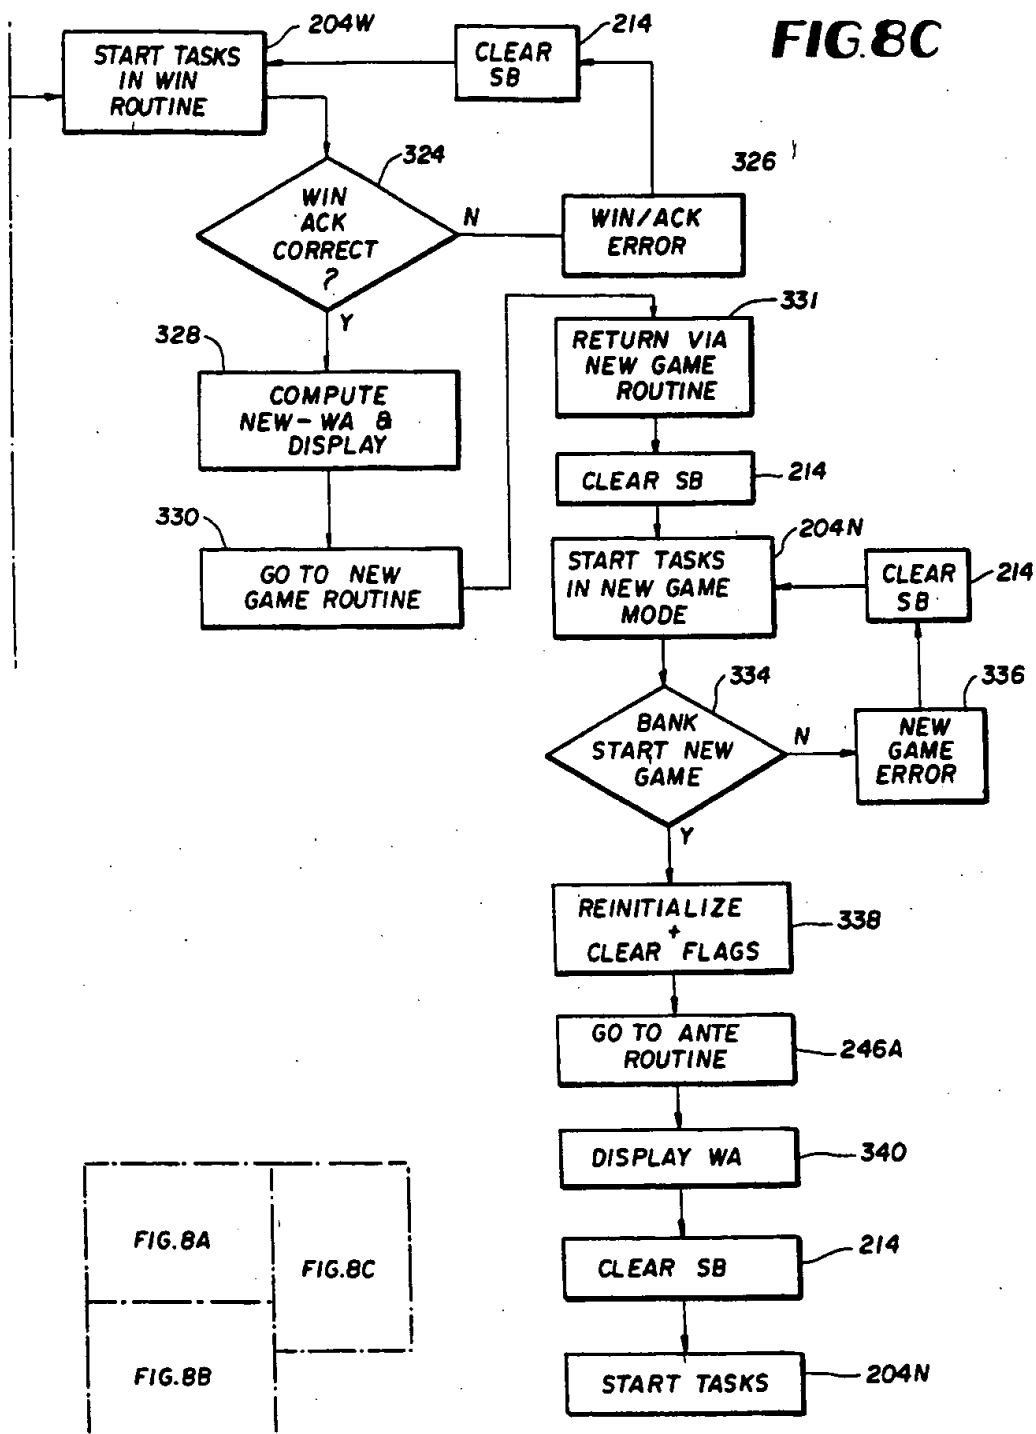 FIG. 8C
204W
START TASKS
IN WIN
ROUTINE
214
CLEAR
SB
324
WIN
ACK
CORRECT
?
N
Y
326
WIN/ACK
ERROR
328
COMPUTE
NEW-WA &
DISPLAY
330
GO TO NEW
GAME ROUTINE
331
RETURN VIA
NEW GAME
ROUTINE
CLEAR SB
214
204N
START TASKS
IN NEW GAME
MODE
CLEAR
SB
214
334
BANK
START NEW
GAME
N
Y
336
NEW
GAME
ERROR
REINITIALIZE
+
CLEAR FLAGS
338
GO TO ANTE
ROUTINE
246A
DISPLAY WA
340
CLEAR SB
214
START TASKS
204N
FIG. 8A
FIG. 8C
FIG. 8B